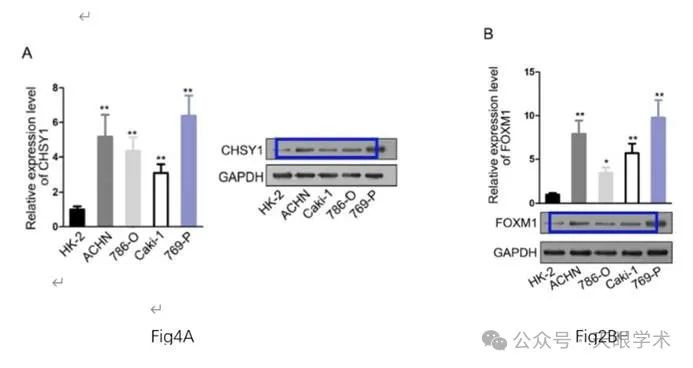 A
Relative expression level
of CHSY1
8
6
4
2
0
**
**
**
**
HK-2
ACHN
786-O
Caki-1
769-P
CHSY1
GAPDH
HK-2
ACHN
Caki-1
786-O
769-P
Fig4A
B
Relative expression level
of FOXM1
15
10
5
0
**
*
**
**
FOXM1
GAPDH
HK-2
ACHN
786-O
Caki-1
769-P
Fig2B
公众号
学术